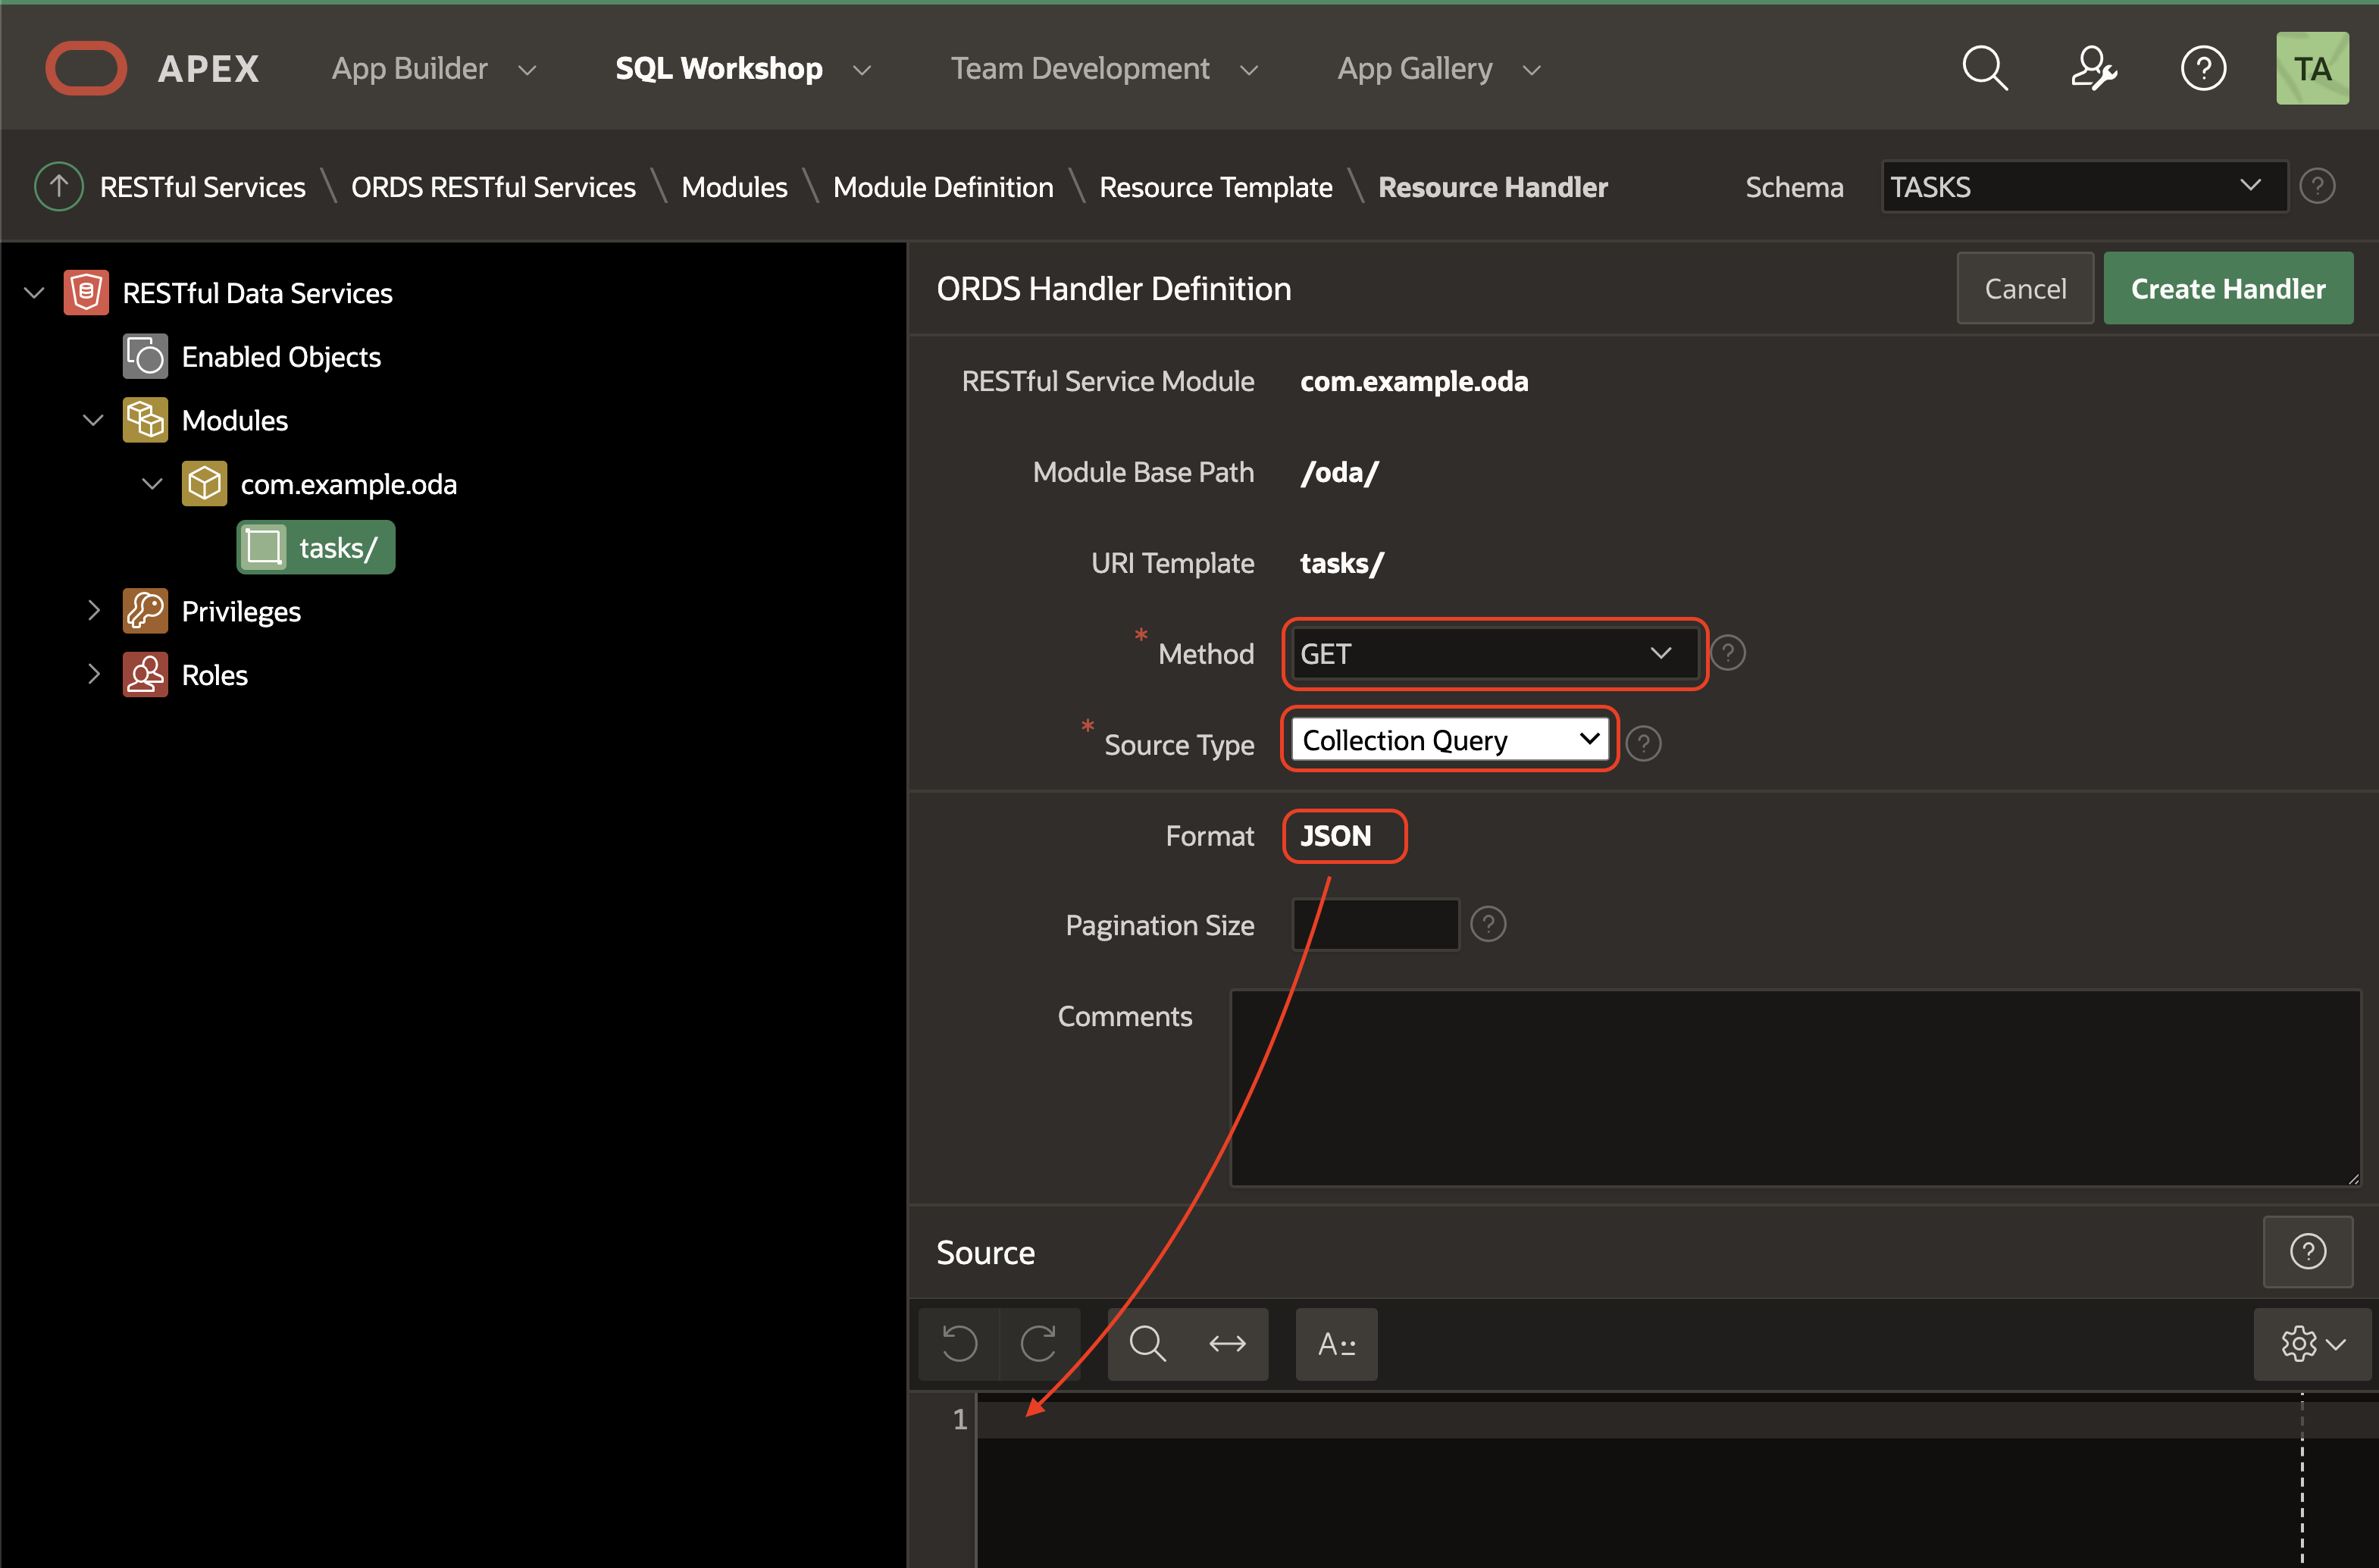 APEX App Builder SQL Workshop Team Development App Gallery TA
RESTful Services \ ORDS RESTful Services \ Modules \ Module Definition \ Resource Template \ Resource Handler Schema TASKS
RESTful Data Services
Enabled Objects
Modules
com.example.oda
tasks/
Privileges
Roles
ORDS Handler Definition Cancel Create Handler
RESTful Service Module com.example.oda
Module Base Path /oda/
URI Template tasks/
* Method GET
* Source Type Collection Query
Format JSON
Pagination Size
Comments
Source
A::
1